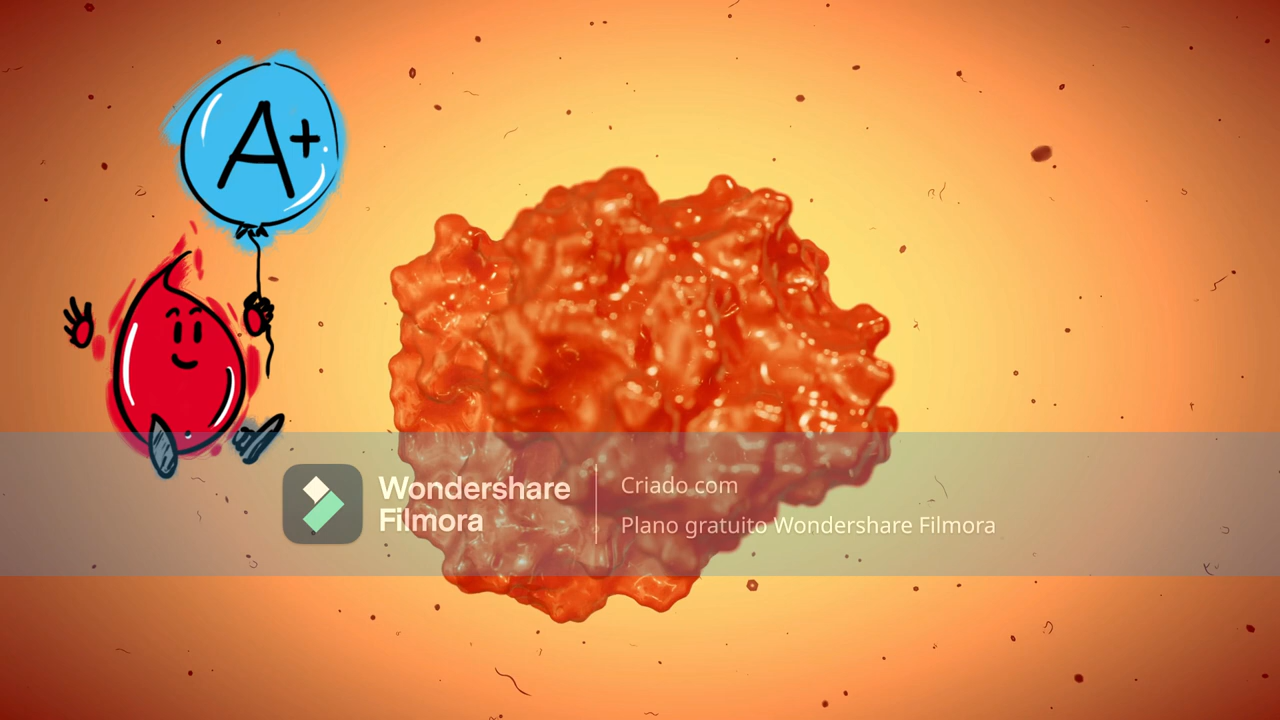 A+
Wondershare
Filmora
Criado com
Plano gratuito Wondershare Filmora